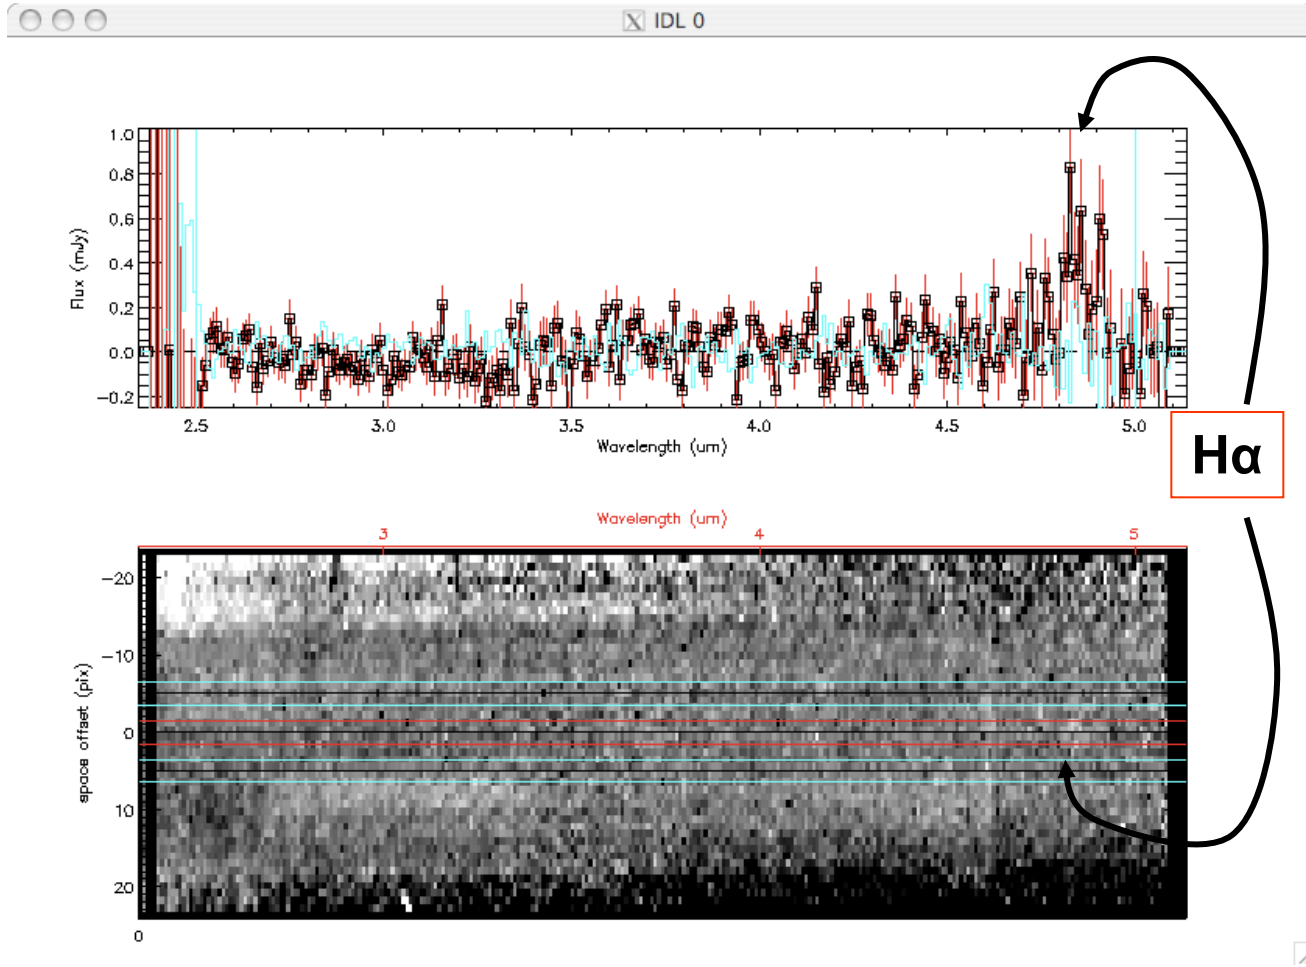 IDL 0
1.0
0.8
0.6
0.4
0.2
0.0
-0.2
Flux (mJy)
2.5 3.0 3.5 4.0 4.5 5.0
Wavelength (um)
Hα
Wavelength (um)
3 4 5
-20
-10
0
10
20
space offset (pix)
0